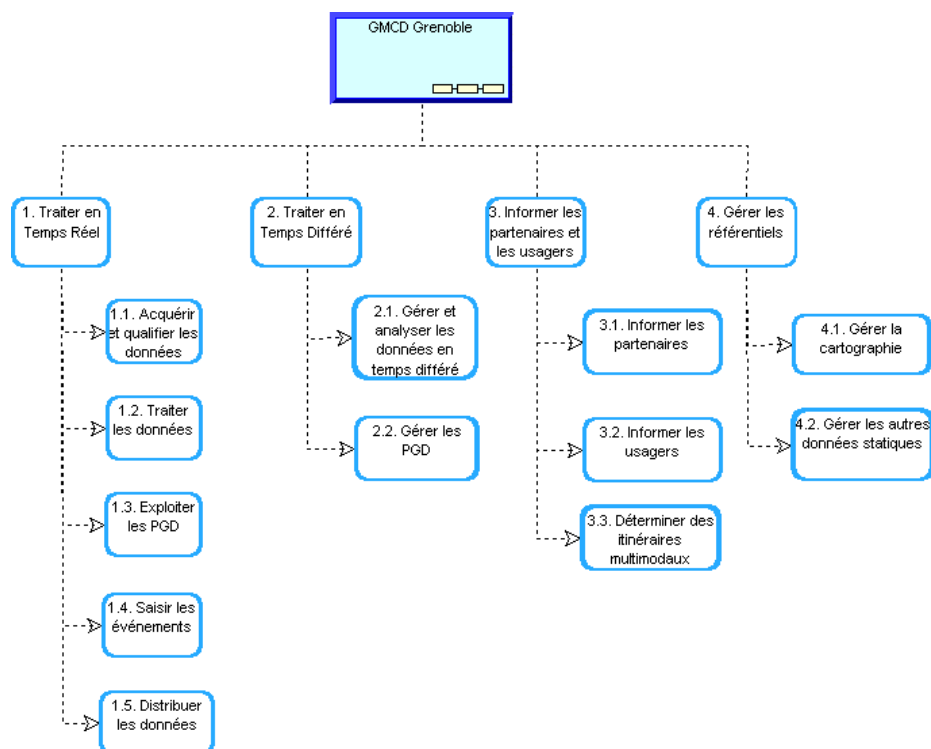 GMCD Grenoble
1. Traiter en
Temps Réel
2. Traiter en
Temps Différé
3. Informer les
partenaires et
les usagers
4. Gérer les
référentiels
1.1. Acquérir
et qualifier les
données
1.2. Traiter
les données
1.3. Exploiter
les PGD
1.4. Saisir les
événements
1.5. Distribuer
les données
2.1. Gérer et
analyser les
données en
temps différé
2.2. Gérer les
PGD
3.1. Informer les
partenaires
3.2. Informer les
usagers
3.3. Déterminer des
itinéraires
multimodaux
4.1. Gérer la
cartographie
4.2. Gérer les autres
données statiques